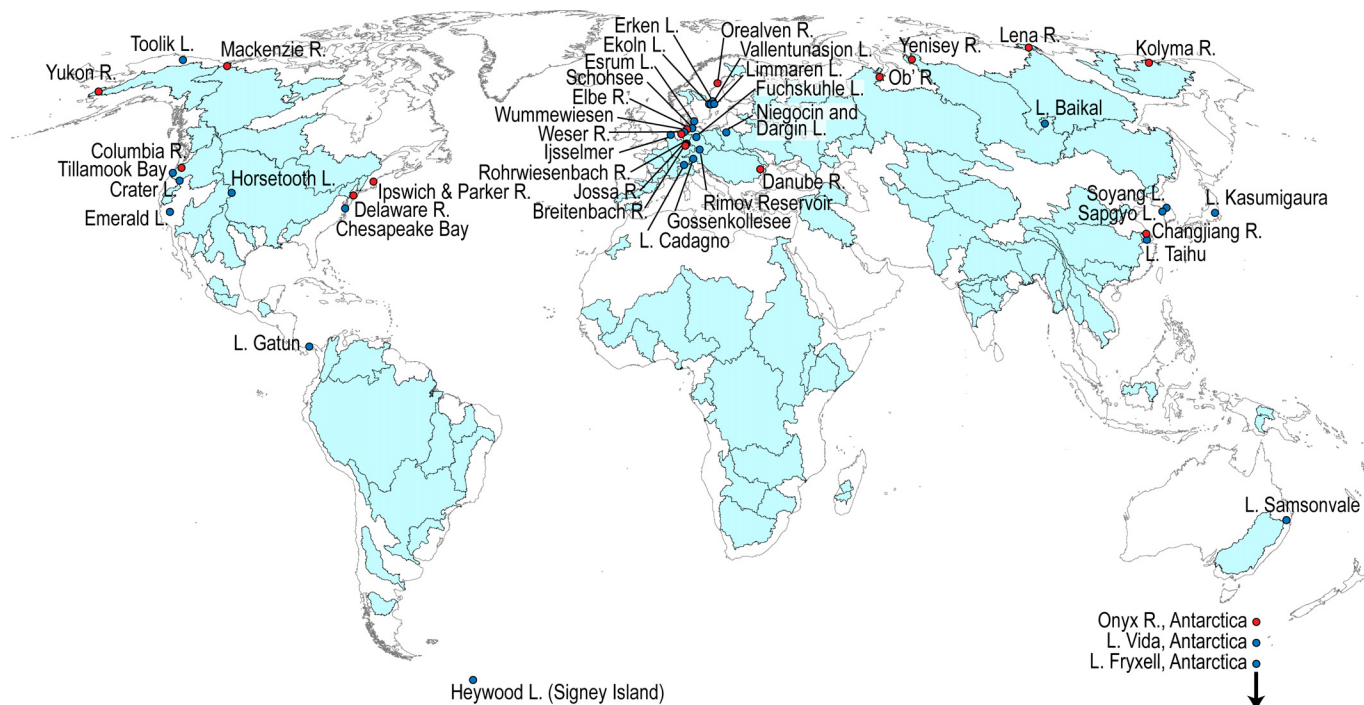 Toolik L.
Mackenzie R.
Yukon R.
Columbia R.
Tillamook Bay
Crater L.
Horsetooth L.
Emerald L.
Ipswich & Parker R.
Delaware R.
Chesapeake Bay
L. Gatun
Heywood L. (Signey Island)
Erken L.
Ekoln L.
Esrum L.
Schohsee
Elbe R.
Wummewiesen
Weser R.
Ijsselmer
Rohrwiesenbach R.
Jossa R.
Breitenbach R.
L. Cadagno
Gossenkollesee
Rimov Reservoir
Orealven R.
Vallentunasjon L.
Limmaren L.
Fuchskuhle L.
Niegocin and
Dargin L.
Danube R.
Ob' R.
Yenisey R.
Lena R.
Kolyma R.
L. Baikal
Soyang L.
Sapgyo L.
L. Kasumigaura
Changjiang R.
L. Taihu
L. Samsonvale
Onyx R., Antarctica
L. Vida, Antarctica
L. Fryxell, Antarctica